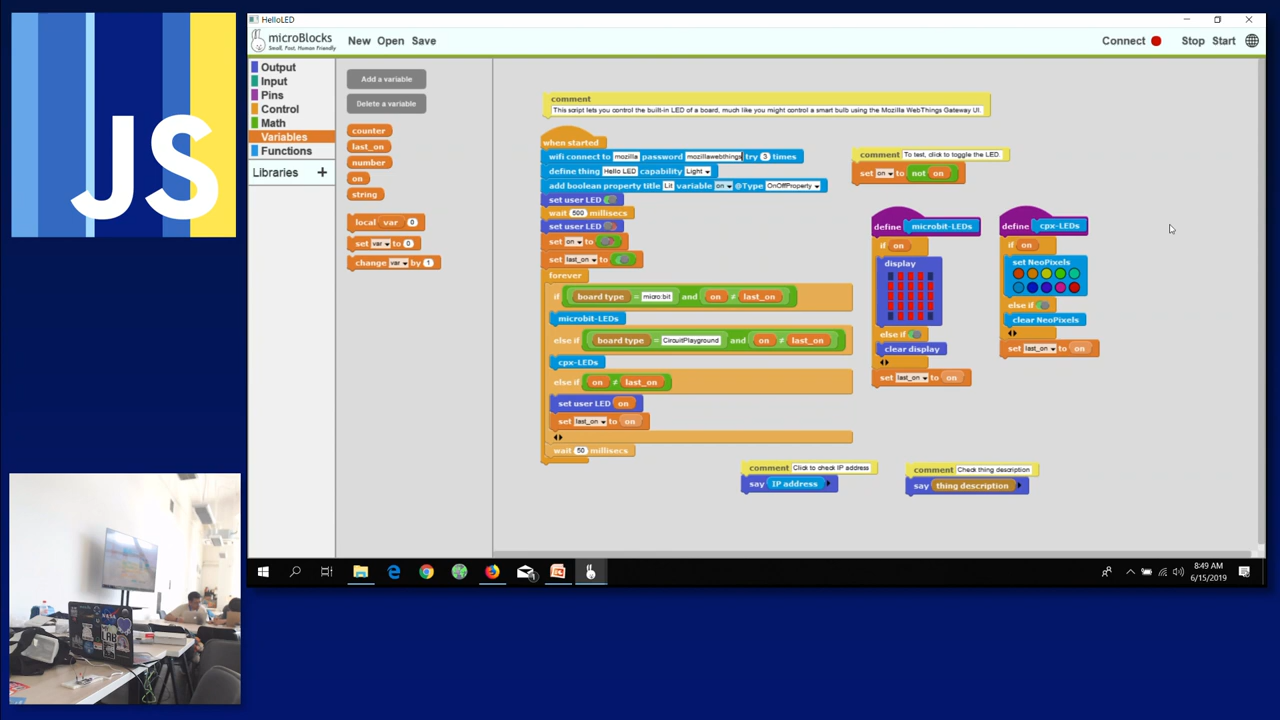 JS
HelloLED
microBlocks
Small, Fast, Human Friendly
New Open Save
Connect Stop Start
Output
Input
Pins
Control
Math
Variables
Functions
Libraries +
Add a variable
Delete a variable
counter
last_on
number
on
string
local var 0
set var to 0
change var by 1
comment
This script lets you control the built-in LED of a board, much like you might control a smart bulb using the Mozilla WebThings Gateway UI.
when started
wifi connect to mozilla password mozillawebthings try 3 times
define thing Hello LED capability Light
add boolean property title Lit variable on @Type OnOffProperty
set user LED
wait 500 millisecs
set user LED
set on to
set last_on to
forever
if board type = micro:bit and on ≠ last_on
microbit-LEDs
else if board type = CircuitPlayground and on ≠ last_on
cpx-LEDs
else if on ≠ last_on
set user LED on
set last_on to on
wait 50 millisecs
comment To test, click to toggle the LED
set on to not on
define microbit-LEDs
if on
display
else if
clear display
set last_on to on
define cpx-LEDs
if on
set NeoPixels
else if
clear NeoPixels
set last_on to on
comment Click to check IP address
say IP address
comment Check thing description
say thing description
8:49 AM
6/15/2019
NASA
LAB